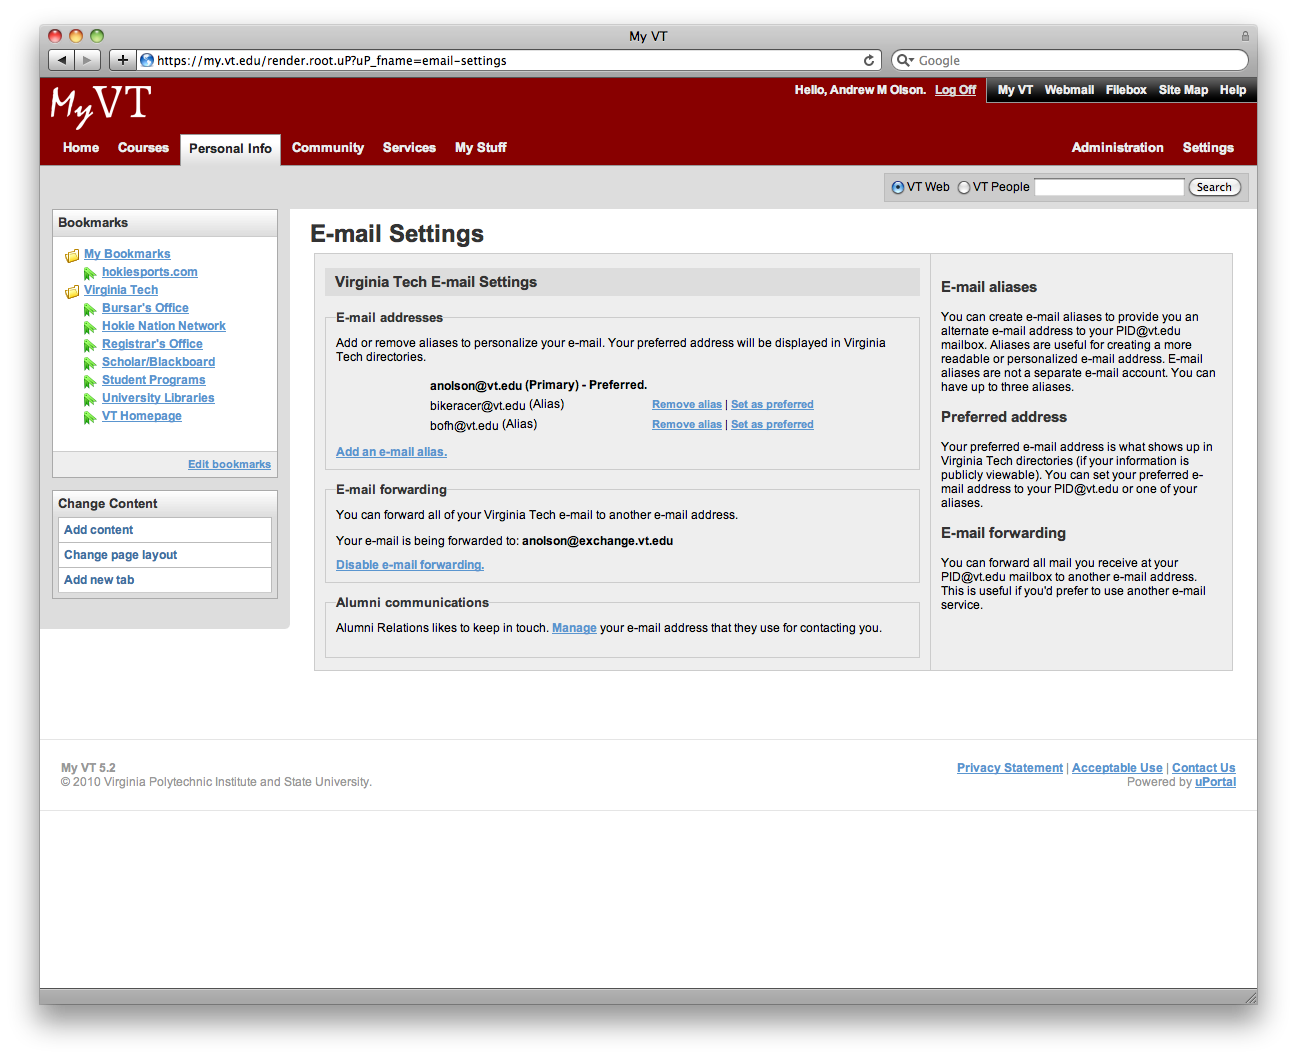 My VT
https://my.vt.edu/render.root.uP?uP_fname=email-settings
Google
MyVT
Hello, Andrew M Olson. Log Off
My VT Webmail Filebox Site Map Help
Home Courses Personal Info Community Services My Stuff Administration Settings
VT Web VT People Search
Bookmarks
My Bookmarks
hokiesports.com
Virginia Tech
Bursar's Office
Hokie Nation Network
Registrar's Office
Scholar/Blackboard
Student Programs
University Libraries
VT Homepage
Edit bookmarks
Change Content
Add content
Change page layout
Add new tab
E-mail Settings
Virginia Tech E-mail Settings
E-mail addresses
Add or remove aliases to personalize your e-mail. Your preferred address will be displayed in Virginia
Tech directories.
anolson@vt.edu (Primary) - Preferred.
bikeracer@vt.edu (Alias) Remove alias | Set as preferred
bofh@vt.edu (Alias) Remove alias | Set as preferred
Add an e-mail alias.
E-mail forwarding
You can forward all of your Virginia Tech e-mail to another e-mail address.
Your e-mail is being forwarded to: anolson@exchange.vt.edu
Disable e-mail forwarding.
Alumni communications
Alumni Relations likes to keep in touch. Manage your e-mail address that they use for contacting you.
E-mail aliases
You can create e-mail aliases to provide you an
alternate e-mail address to your PID@vt.edu
mailbox. Aliases are useful for creating a more
readable or personalized e-mail address. E-mail
aliases are not a separate e-mail account. You can
have up to three aliases.
Preferred address
Your preferred e-mail address is what shows up in
Virginia Tech directories (if your information is
publicly viewable). You can set your preferred e-
mail address to your PID@vt.edu or one of your
aliases.
E-mail forwarding
You can forward all mail you receive at your
PID@vt.edu mailbox to another e-mail address.
This is useful if you'd prefer to use another e-mail
service.
My VT 5.2
© 2010 Virginia Polytechnic Institute and State University.
Privacy Statement | Acceptable Use | Contact Us
Powered by uPortal